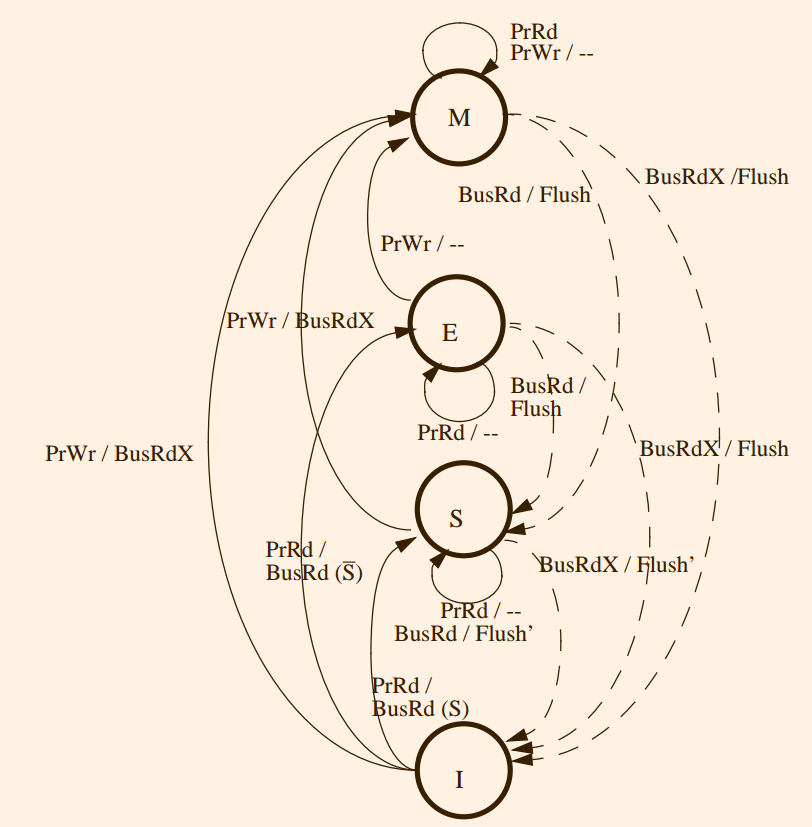 PrRd
PrWr / --
M
BusRdX /Flush
BusRd / Flush
PrWr / --
PrWr / BusRdX
E
BusRd /
Flush
PrRd / --
PrWr / BusRdX
BusRdX / Flush
S
PrRd /
BusRd (S̅)
BusRdX / Flush’
PrRd / --
BusRd / Flush’
PrRd /
BusRd (S)
I